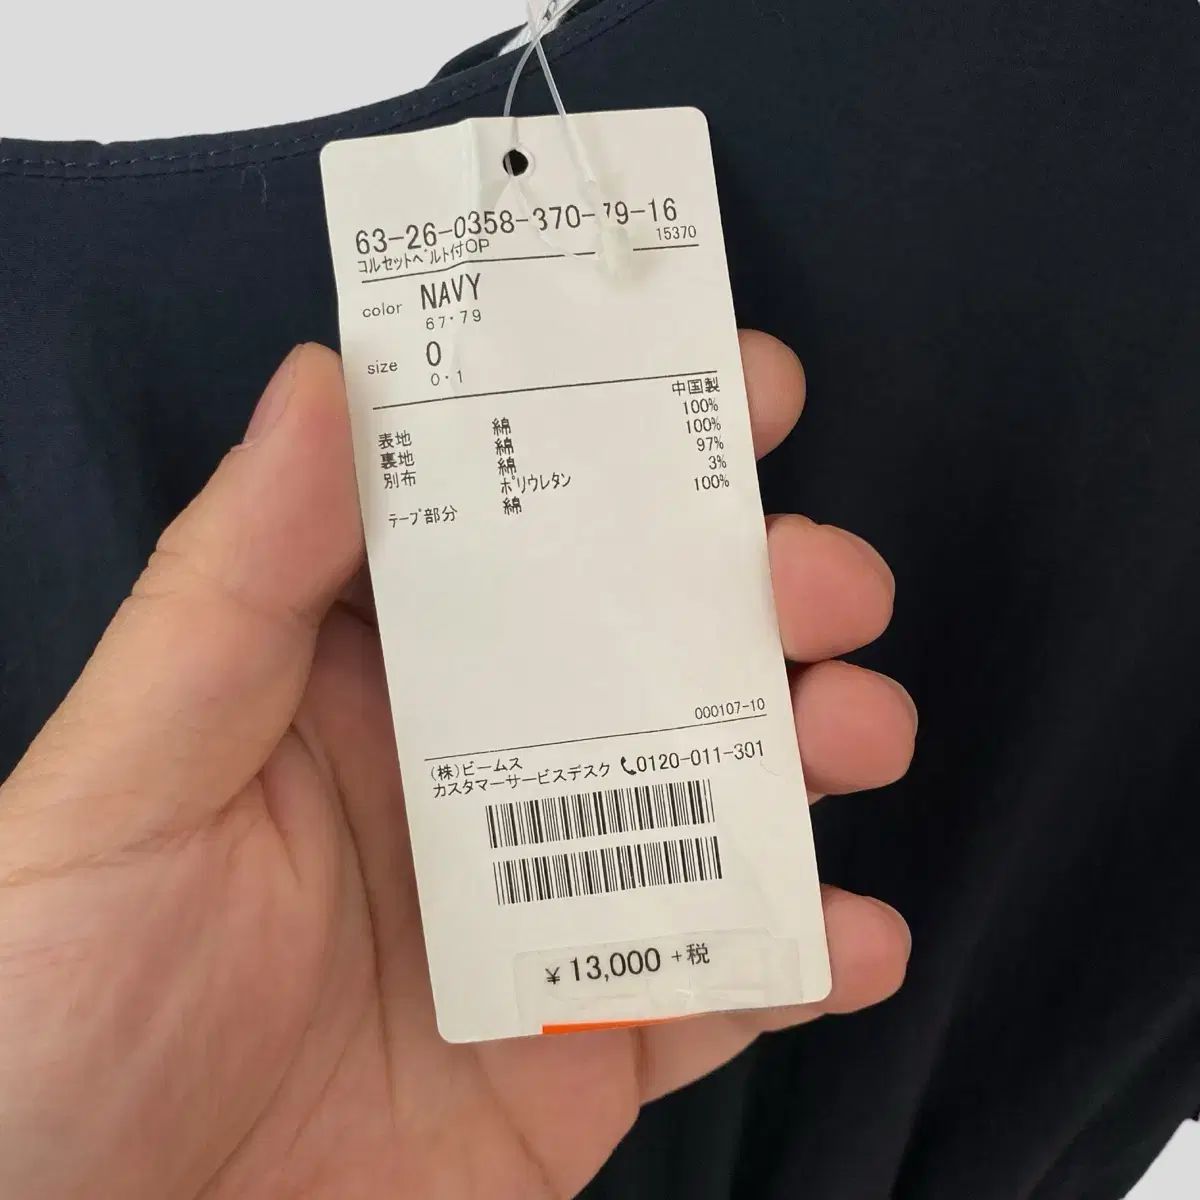 63-26-0358-370-79-16
コルセットベルト付OP
15370
color NAVY
67・79
size 0
0・1
中国製
表地 綿 100%
裏地 綿 100%
別布 綿 97%
ポリウレタン 3%
テープ部分 綿 100%
000107-10
(株)ビームス
カスタマーサービスデスク 0120-011-301
¥13,000+税